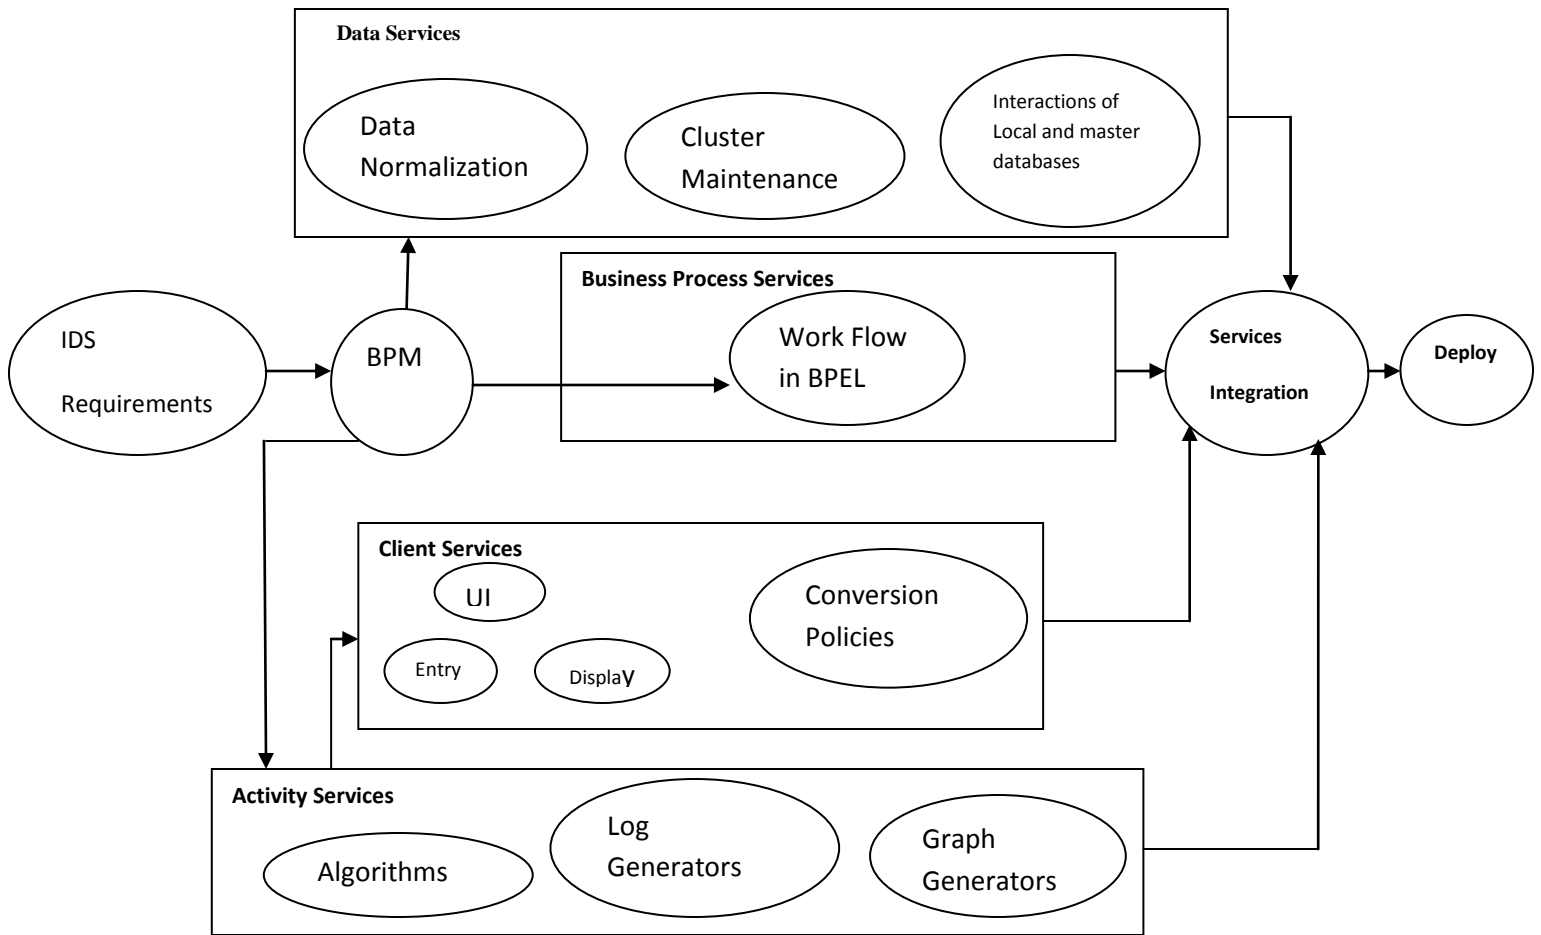 Data Services
Data
Normalization
Cluster
Maintenance
Interactions of
Local and master
databases
IDS
Requirements
BPM
Business Process Services
Work Flow
in BPEL
Services
Integration
Deploy
Client Services
UI
Entry
Display
Conversion
Policies
Activity Services
Algorithms
Log
Generators
Graph
Generators